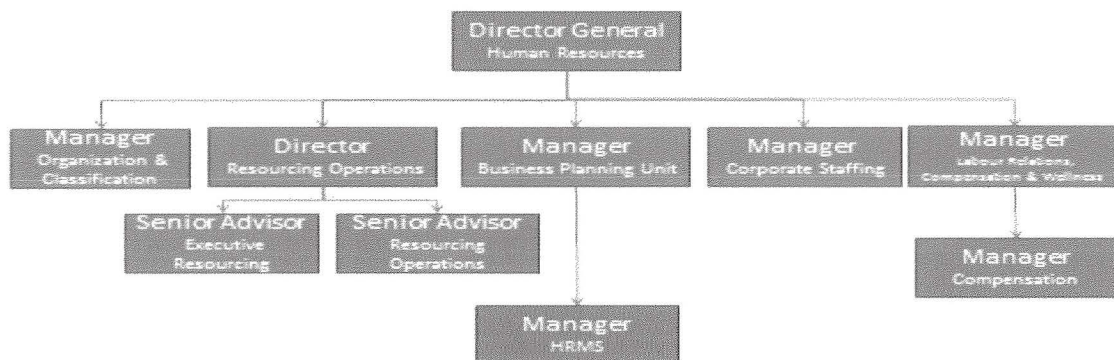 Director General
Human Resources
Manager
Organization &
Classification
Director
Resourcing Operations
Manager
Business Planning Unit
Manager
Corporate Staffing
Manager
Labour Relations,
Compensation & Wellness
Senior Advisor
Executive
Resourcing
Senior Advisor
Resourcing
Operations
Manager
Compensation
Manager
HRMS